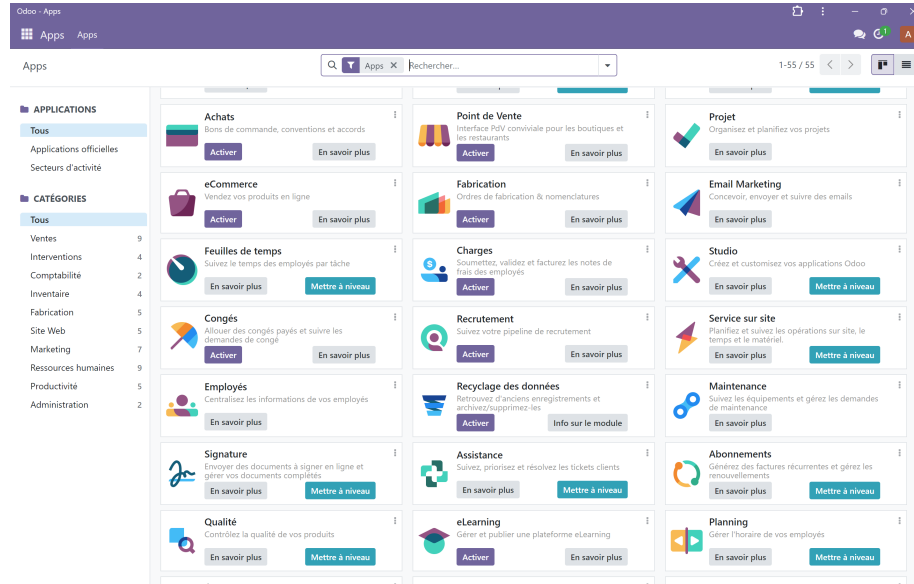 Odoo - Apps
Apps Apps
1
A
Apps
Apps ×
Rechercher...
1-55 / 55
APPLICATIONS
Tous
Applications officielles
Secteurs d'activité
CATÉGORIES
Tous
Ventes 9
Interventions 4
Comptabilité 2
Inventaire 4
Fabrication 5
Site Web 5
Marketing 7
Ressources humaines 9
Productivité 5
Administration 2
Achats
Bons de commande, conventions et accords
Activer En savoir plus
Point de Vente
Interface PdV conviviale pour les boutiques et
les restaurants
Activer En savoir plus
Projet
Organisez et planifiez vos projets
En savoir plus
eCommerce
Vendez vos produits en ligne
Activer En savoir plus
Fabrication
Ordres de fabrication & nomenclatures
Activer En savoir plus
Email Marketing
Concevoir, envoyer et suivre des emails
En savoir plus
Feuilles de temps
Suivez le temps des employés par tâche
En savoir plus Mettre à niveau
Charges
Soumettez, validez et facturez les notes de
frais des employés
Activer En savoir plus
Studio
Créez et customisez vos applications Odoo
En savoir plus Mettre à niveau
Congés
Allouer des congés payés et suivre les
demandes de congé
Activer En savoir plus
Recrutement
Suivez votre pipeline de recrutement
Activer En savoir plus
Service sur site
Planifiez et suivez les opérations sur site, le
temps et le matériel.
En savoir plus Mettre à niveau
Employés
Centralisez les informations de vos employés
En savoir plus
Recyclage des données
Retrouvez d'anciens enregistrements et
archivez/supprimez-les
Activer Info sur le module
Maintenance
Suivez les équipements et gérez les demandes
de maintenance
En savoir plus
Signature
Envoyer des documents à signer en ligne et
gérer vos documents complétés
En savoir plus Mettre à niveau
Assistance
Suivez, priorisez et résolvez les tickets clients
En savoir plus Mettre à niveau
Abonnements
Générez des factures récurrentes et gérez les
renouvellements
En savoir plus Mettre à niveau
Qualité
Contrôlez la qualité de vos produits
En savoir plus Mettre à niveau
eLearning
Gérer et publier une plateforme eLearning
Activer En savoir plus
Planning
Gérer l'horaire de vos employés
En savoir plus Mettre à niveau